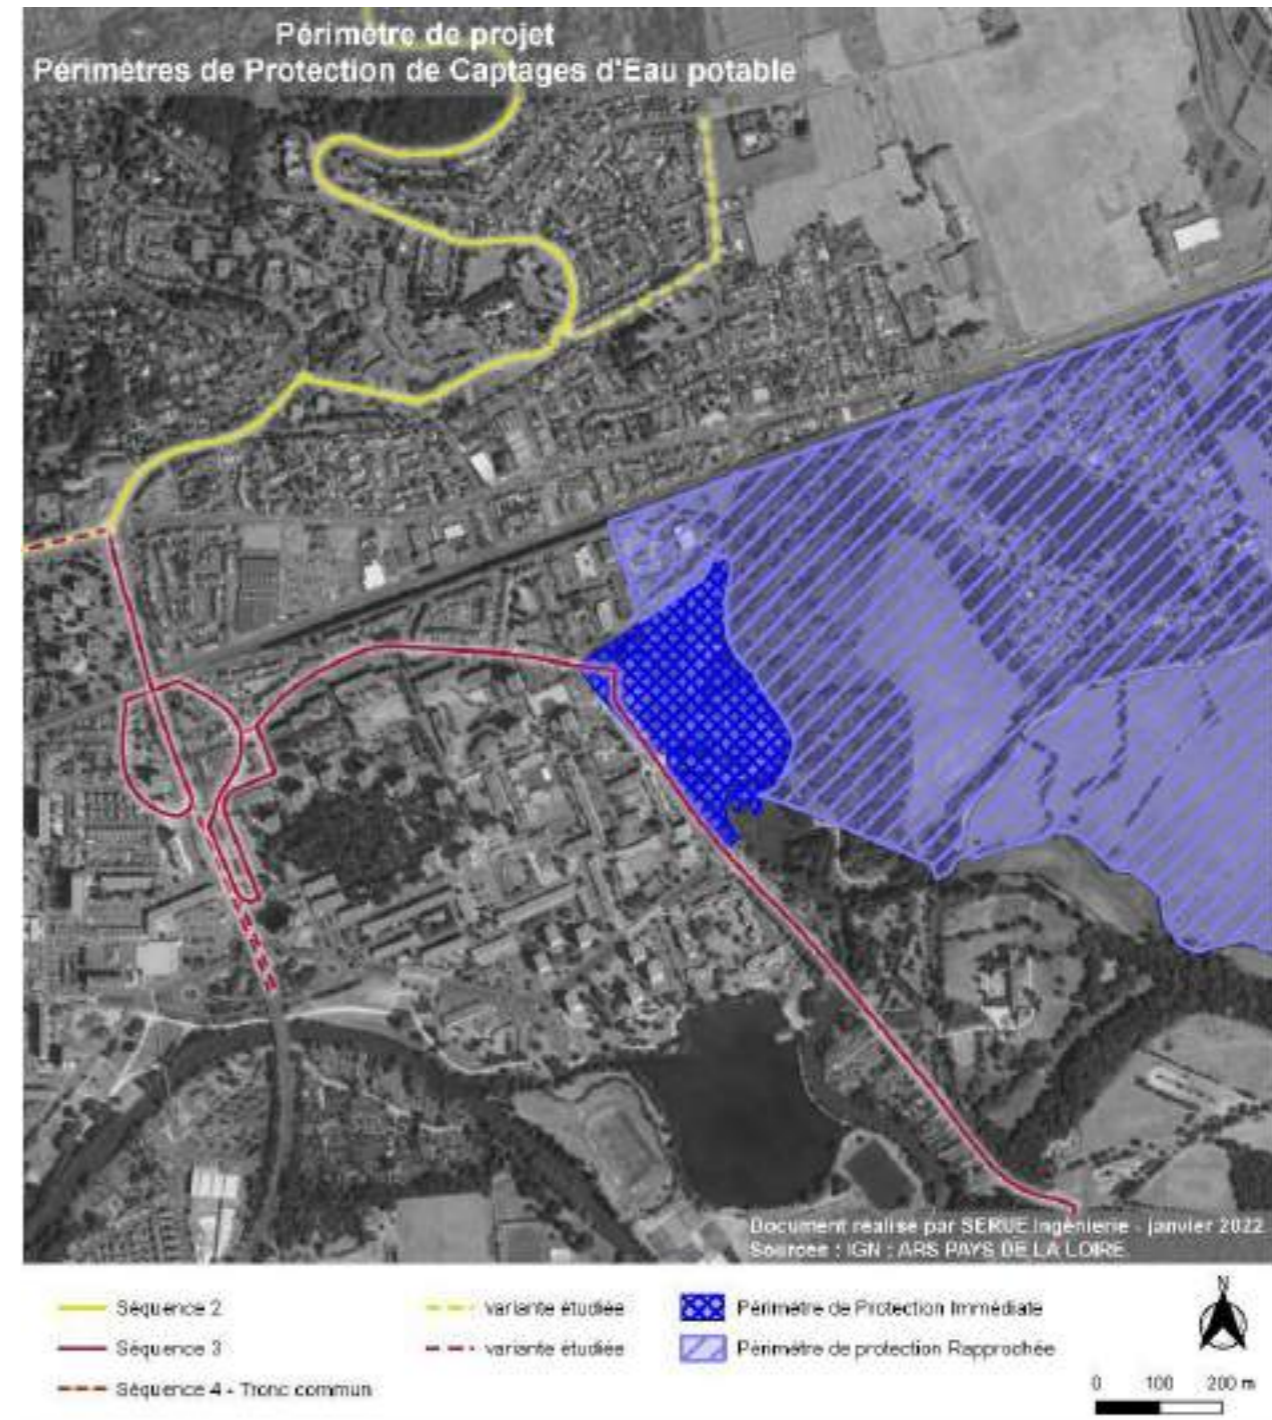 Périmètre de projet
Périmètres de Protection de Captages d'Eau potable
Document réalisé par SERUE Ingénierie - janvier 2022
Sources : IGN ; ARS PAYS DE LA LOIRE
Séquence 2
variante étudiée
Périmètre de Protection Immédiate
N
Séquence 3
variante étudiée
Périmètre de protection Rapprochée
Séquence 4 - Tronc commun
0 100 200 m